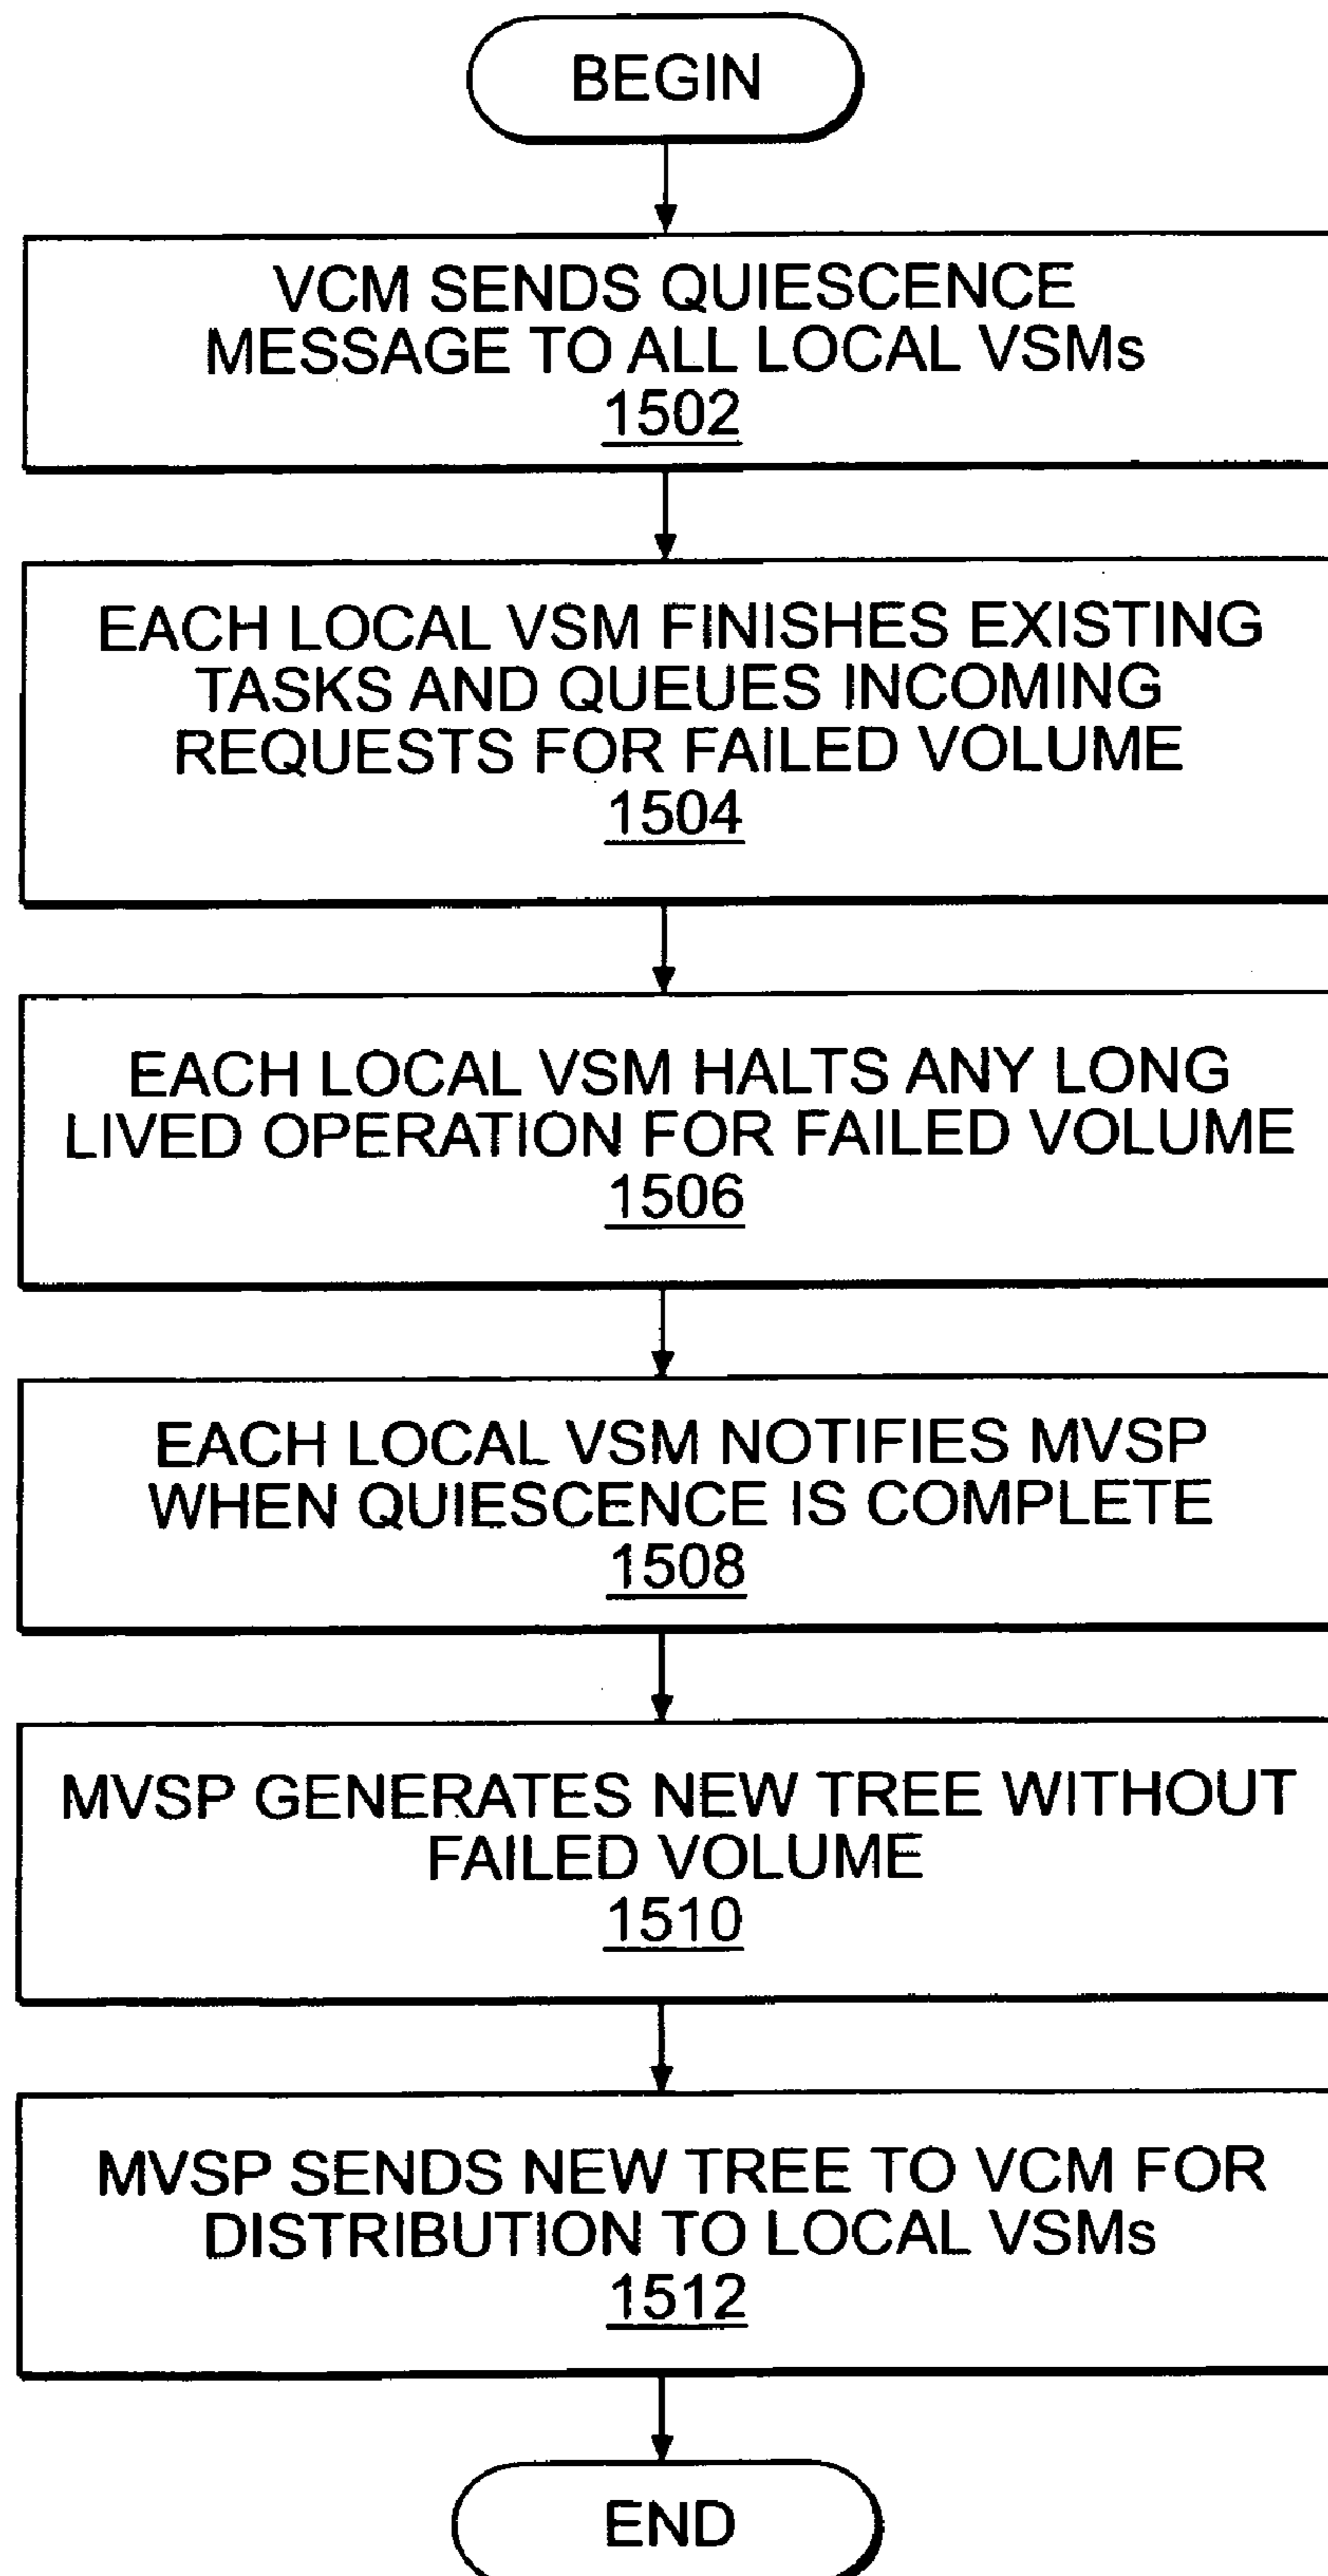 BEGIN
VCM SENDS QUIESCENCE
MESSAGE TO ALL LOCAL VSMs
1502
EACH LOCAL VSM FINISHES EXISTING
TASKS AND QUEUES INCOMING
REQUESTS FOR FAILED VOLUME
1504
EACH LOCAL VSM HALTS ANY LONG
LIVED OPERATION FOR FAILED VOLUME
1506
EACH LOCAL VSM NOTIFIES MVSP
WHEN QUIESCENCE IS COMPLETE
1508
MVSP GENERATES NEW TREE WITHOUT
FAILED VOLUME
1510
MVSP SENDS NEW TREE TO VCM FOR
DISTRIBUTION TO LOCAL VSMs
1512
END